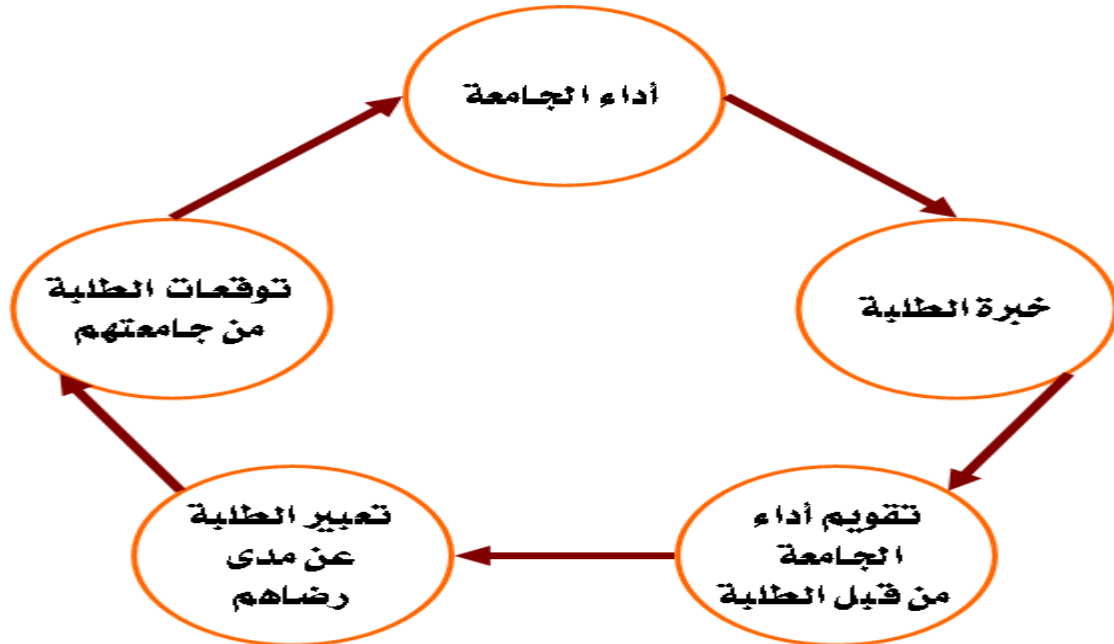 أداء الجامعة
خبرة الطلبة
تقويم أداء
الجامعة
من قبل الطلبة
تعبير الطلبة
عن مدى
رضاهم
توقعات الطلبة
من جامعتهم